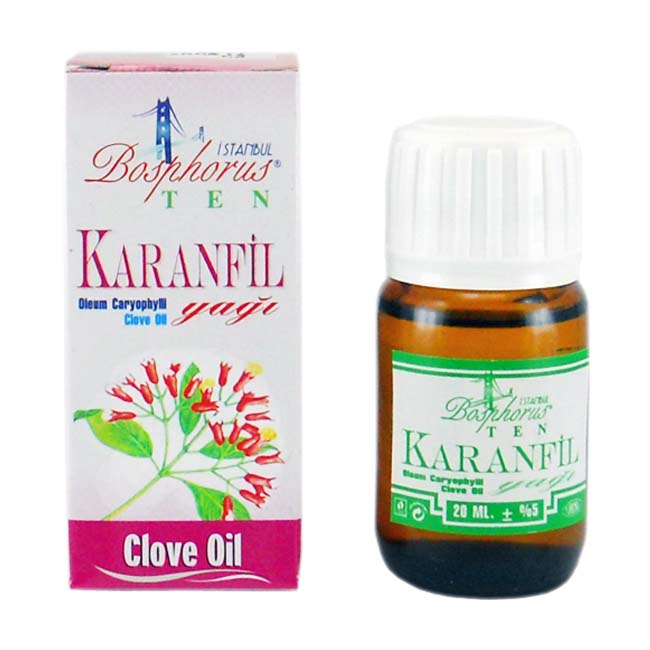 İSTANBUL
Bosphorus®
TEN
KARANFİL
yağı
Oleum Caryophylli
Clove Oil
Clove Oil
İSTANBUL
Bosphorus
TEN
KARANFİL
yağı
Oleum Caryophylli
Clove Oil
20 ML. ± %5